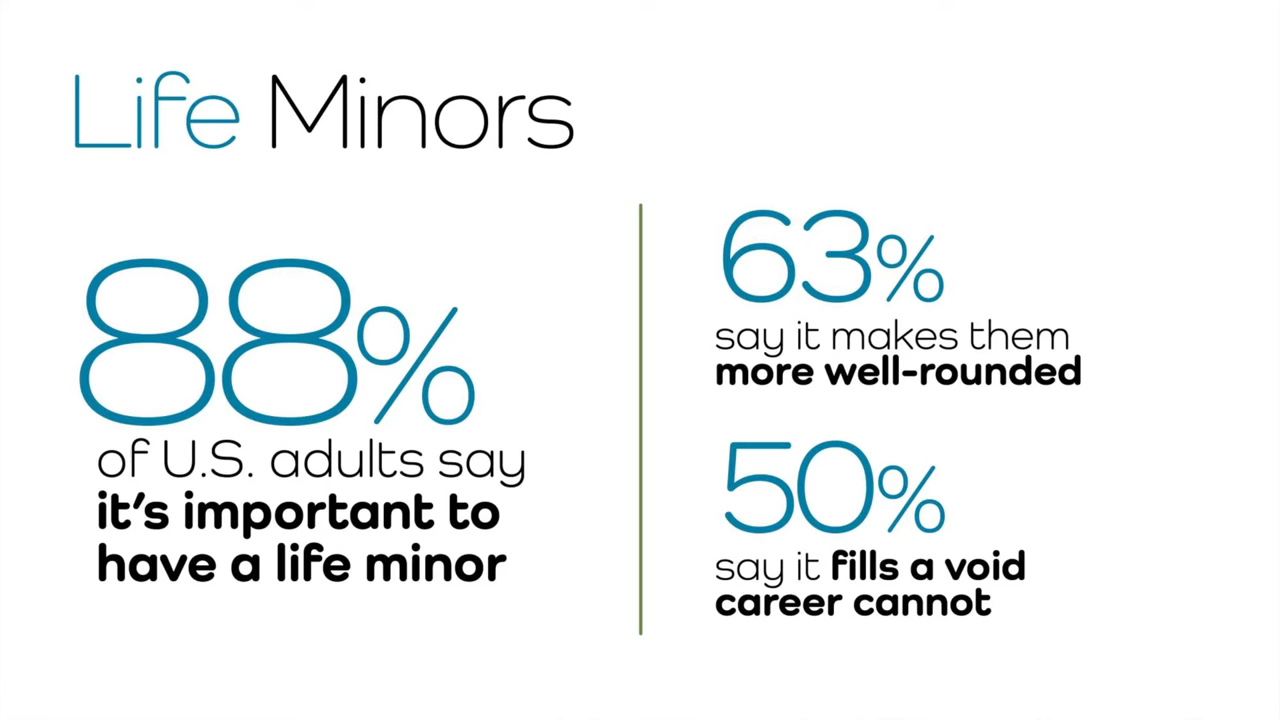 Life Minors
88%
of U.S. adults say
it's important to
have a life minor
63%
say it makes them
more well-rounded
50%
say it fills a void
career cannot